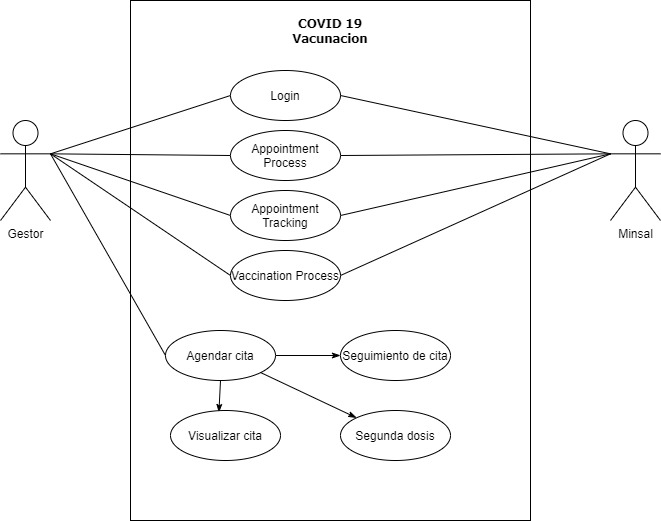 COVID 19
Vacunacion
Login
Appointment
Process
Appointment
Tracking
Gestor
Minsal
Vaccination Process
Agendar cita
Seguimiento de cita
Visualizar cita
Segunda dosis